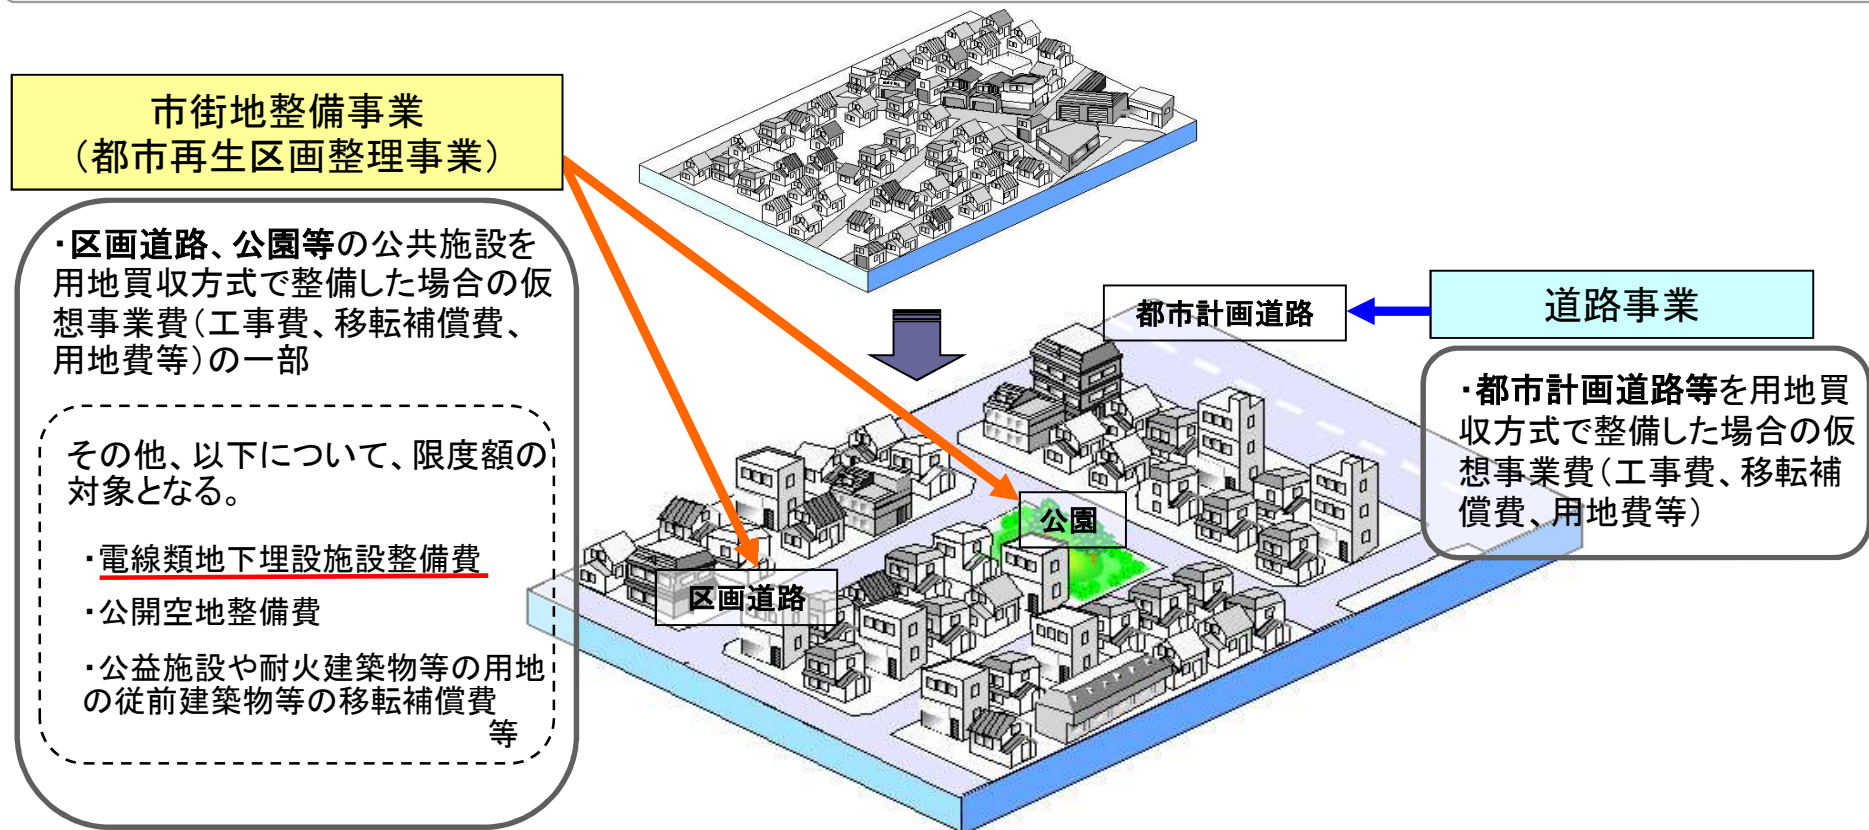 市街地整備事業
（都市再生区画整理事業）
・区画道路、公園等の公共施設を
用地買収方式で整備した場合の仮
想事業費（工事費、移転補償費、
用地費等）の一部
その他、以下について、限度額の
対象となる。
・電線類地下埋設施設整備費
・公開空地整備費
・公益施設や耐火建築物等の用地
の従前建築物等の移転補償費
等
都市計画道路
公園
区画道路
道路事業
・都市計画道路等を用地買
収方式で整備した場合の仮
想事業費（工事費、移転補
償費、用地費等）